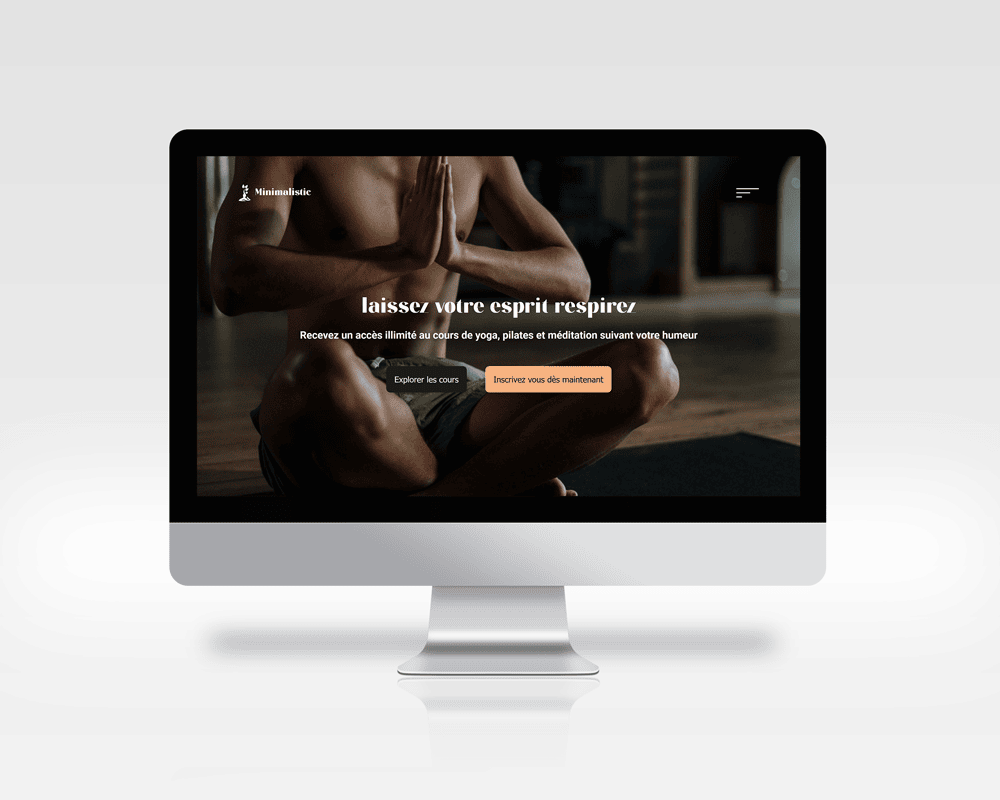 Minimalistic
laissez votre esprit respirez
Recevez un accès illimité au cours de yoga, pilates et méditation suivant votre humeur
Explorer les cours
Inscrivez vous dès maintenant